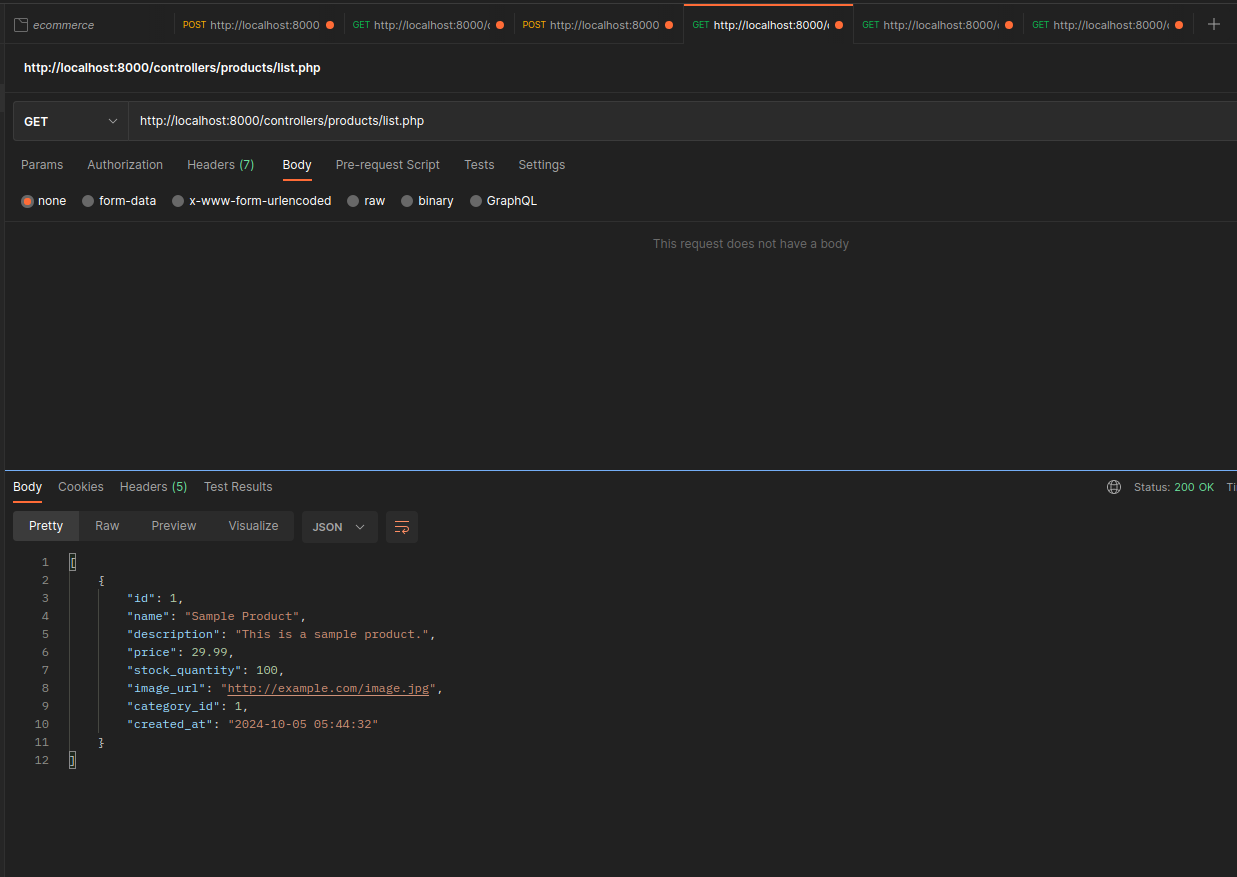 ecommerce POST http://localhost:8000 GET http://localhost:8000/c POST http://localhost:8000 GET http://localhost:8000/c GET http://localhost:8000/c GET http://localhost:8000/c
http://localhost:8000/controllers/products/list.php
GET http://localhost:8000/controllers/products/list.php
Params Authorization Headers (7) Body Pre-request Script Tests Settings
none form-data x-www-form-urlencoded raw binary GraphQL
This request does not have a body
Body Cookies Headers (5) Test Results Status: 200 OK Ti
Pretty Raw Preview Visualize JSON
1 [
2 {
3 "id": 1,
4 "name": "Sample Product",
5 "description": "This is a sample product.",
6 "price": 29.99,
7 "stock_quantity": 100,
8 "image_url": "http://example.com/image.jpg",
9 "category_id": 1,
10 "created_at": "2024-10-05 05:44:32"
11 }
12 ]